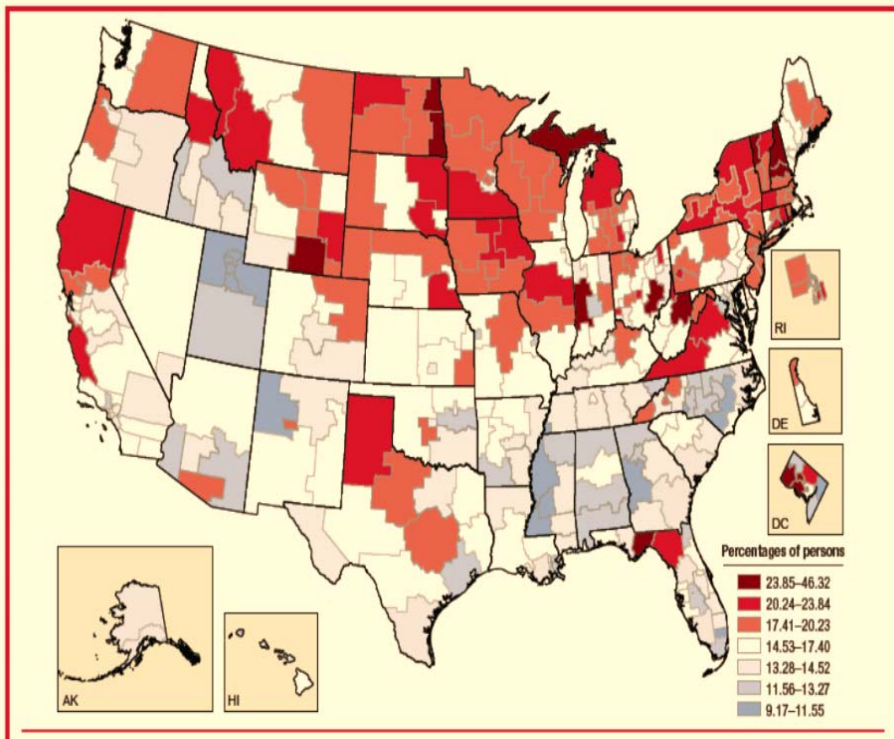 RI
DE
DC
Percentages of persons
23.85–46.32
20.24–23.84
17.41–20.23
14.53–17.40
13.28–14.52
11.56–13.27
9.17–11.55
AK
HI